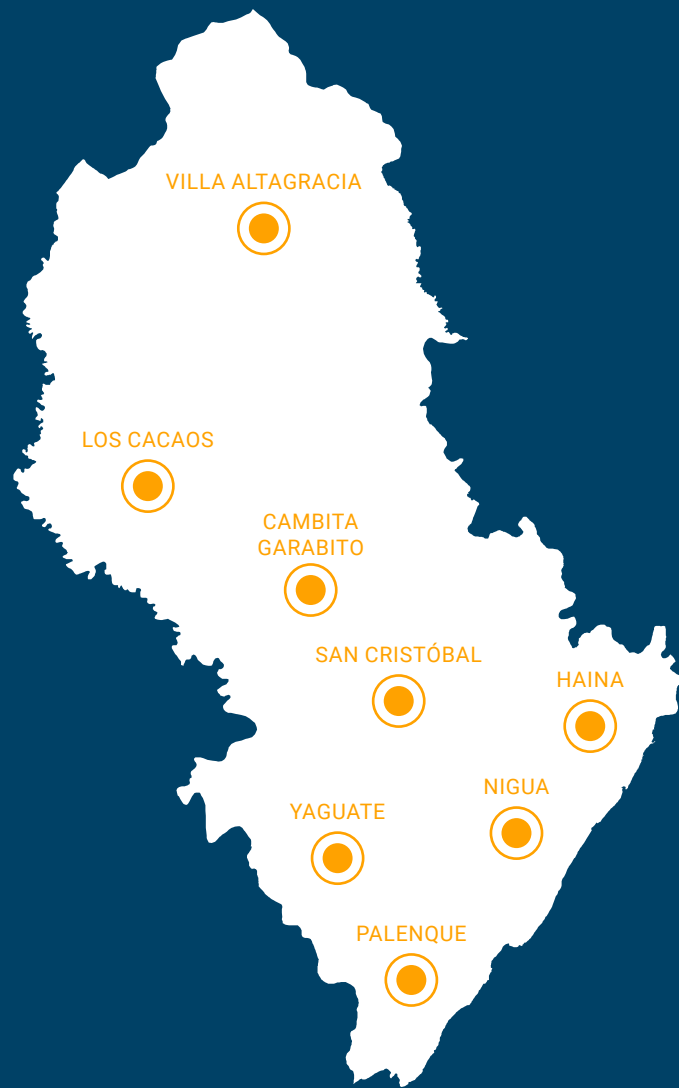 VILLA ALTAGRACIA
LOS CACAOS
CAMBITA
GARABITO
SAN CRISTÓBAL
HAINA
NIGUA
YAGUATE
PALENQUE